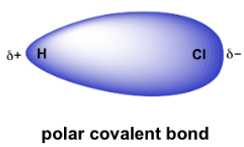 δ+ H Cl δ−
polar covalent bond